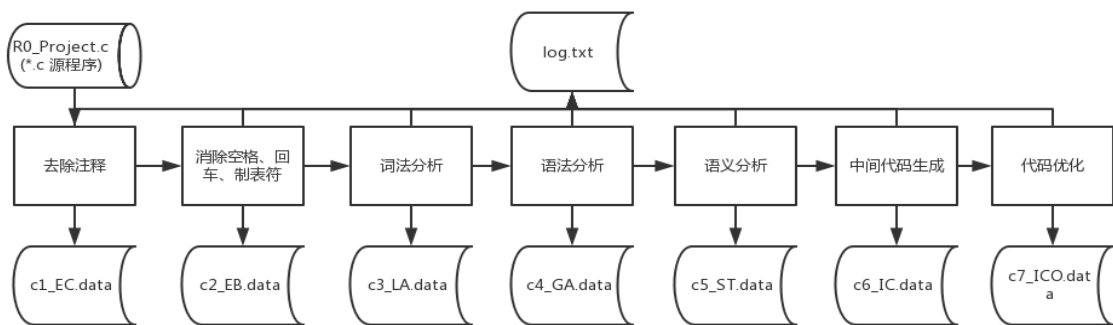 R0_Project.c
(*.c 源程序)
log.txt
去除注释
消除空格、回
车、制表符
词法分析
语法分析
语义分析
中间代码生成
代码优化
c1_EC.data
c2_EB.data
c3_LA.data
c4_GA.data
c5_ST.data
c6_IC.data
c7_ICO.dat
a